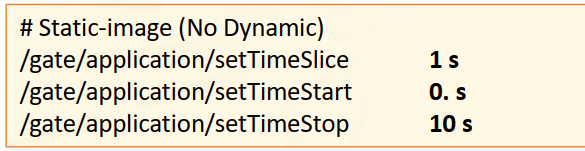 # Static-image (No Dynamic)
/gate/application/setTimeSlice 1 s
/gate/application/setTimeStart 0. s
/gate/application/setTimeStop 10 s